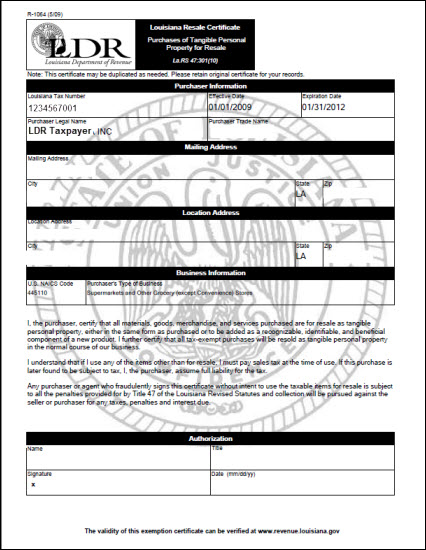 R-1064 (5/09)
LDR
Louisiana Department of Revenue
Louisiana Resale Certificate
Purchases of Tangible Personal
Property for Resale
La.RS 47:301(10)
Note: This certificate may be duplicated as needed. Please retain original certificate for your records.
Purchaser Information
Louisiana Tax Number Effective Date Expiration Date
1234567001 01/01/2009 01/31/2012
Purchaser Legal Name Purchaser Trade Name
LDR Taxpayer, INC
Mailing Address
Mailing Address
City State Zip
LA
Location Address
Location Address
City State Zip
LA
Business Information
U.S. NAICS Code Purchaser's Type of Business
445110 Supermarkets and Other Grocery (except Convenience) Stores
I, the purchaser, certify that all materials, goods, merchandise, and services purchased are for resale as tangible
personal property, either in the same form as purchased or to be added as a recognizable, identifiable, and beneficial
component of a new product. I further certify that all tax-exempt purchases will be resold as tangible personal property
in the normal course of our business.
I understand that if I use any of the items other than for resale, I must pay sales tax at the time of use. If this purchase is
later found to be subject to tax, I, the purchaser, assume full liability for the tax.
Any purchaser or agent who fraudulently signs this certificate without intent to use the taxable items for resale is subject
to all the penalties provided for by Title 47 of the Louisiana Revised Statutes and collection will be pursued against the
seller or purchaser for any taxes, penalties and interest due.
Authorization
Name Title
Signature Date (mm/dd/yy)
x
The validity of this exemption certificate can be verified at www.revenue.louisiana.gov